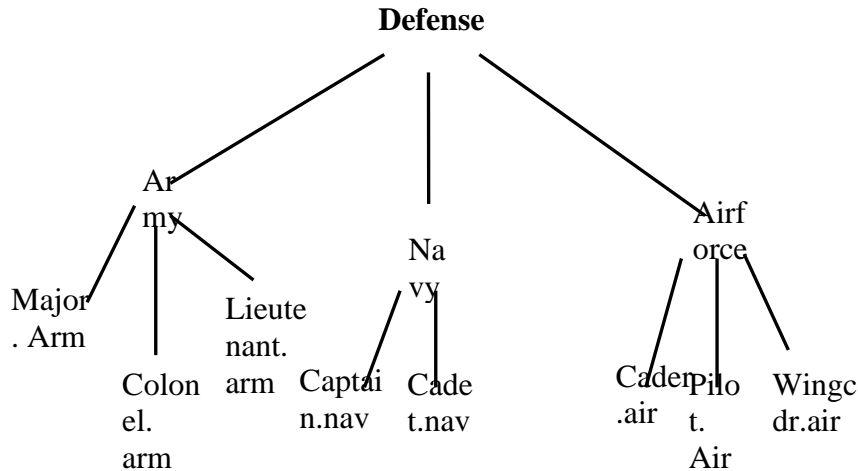 Defense
Ar
my
Na
vy
Airf
orce
Major
. Arm
Colon
el.
arm
Lieute
nant.
arm
Captai
n.nav
Cade
t.nav
Cader
.air
Pilo
t.
Air
Wingc
dr.air